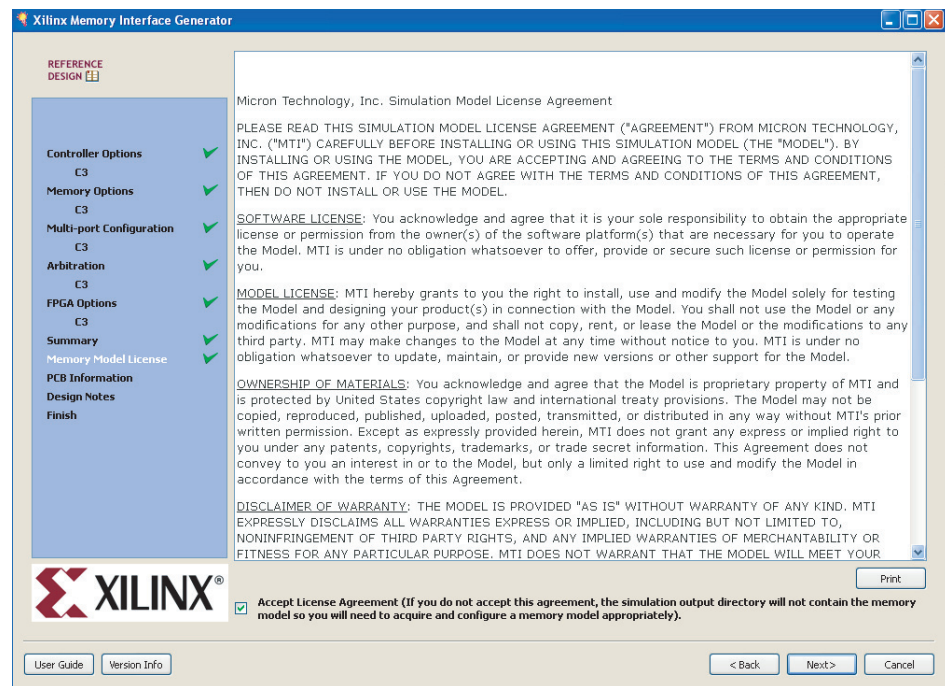 Xilinx Memory Interface Generator
REFERENCE
DESIGN
Controller Options
C3
Memory Options
C3
Multi-port Configuration
C3
Arbitration
C3
FPGA Options
C3
Summary
Memory Model License
PCB Information
Design Notes
Finish
Micron Technology, Inc. Simulation Model License Agreement
PLEASE READ THIS SIMULATION MODEL LICENSE AGREEMENT ("AGREEMENT") FROM MICRON TECHNOLOGY,
INC. ("MTI") CAREFULLY BEFORE INSTALLING OR USING THIS SIMULATION MODEL (THE "MODEL"). BY
INSTALLING OR USING THE MODEL, YOU ARE ACCEPTING AND AGREEING TO THE TERMS AND CONDITIONS
OF THIS AGREEMENT. IF YOU DO NOT AGREE WITH THE TERMS AND CONDITIONS OF THIS AGREEMENT,
THEN DO NOT INSTALL OR USE THE MODEL.
SOFTWARE LICENSE: You acknowledge and agree that it is your sole responsibility to obtain the appropriate
license or permission from the owner(s) of the software platform(s) that are necessary for you to operate
the Model. MTI is under no obligation whatsoever to offer, provide or secure such license or permission for
you.
MODEL LICENSE: MTI hereby grants to you the right to install, use and modify the Model solely for testing
the Model and designing your product(s) in connection with the Model. You shall not use the Model or any
modifications for any other purpose, and shall not copy, rent, or lease the Model or the modifications to any
third party. MTI may make changes to the Model at any time without notice to you. MTI is under no
obligation whatsoever to update, maintain, or provide new versions or other support for the Model.
OWNERSHIP OF MATERIALS: You acknowledge and agree that the Model is proprietary property of MTI and
is protected by United States copyright law and international treaty provisions. The Model may not be
copied, reproduced, published, uploaded, posted, transmitted, or distributed in any way without MTI's prior
written permission. Except as expressly provided herein, MTI does not grant any express or implied right to
you under any patents, copyrights, trademarks, or trade secret information. This Agreement does not
convey to you an interest in or to the Model, but only a limited right to use and modify the Model in
accordance with the terms of this Agreement.
DISCLAIMER OF WARRANTY: THE MODEL IS PROVIDED "AS IS" WITHOUT WARRANTY OF ANY KIND. MTI
EXPRESSLY DISCLAIMS ALL WARRANTIES EXPRESS OR IMPLIED, INCLUDING BUT NOT LIMITED TO,
NONINFRINGEMENT OF THIRD PARTY RIGHTS, AND ANY IMPLIED WARRANTIES OF MERCHANTABILITY OR
FITNESS FOR ANY PARTICULAR PURPOSE. MTI DOES NOT WARRANT THAT THE MODEL WILL MEET YOUR
Print
XILINX®
Accept License Agreement (If you do not accept this agreement, the simulation output directory will not contain the memory
model so you will need to acquire and configure a memory model appropriately).
User Guide
Version Info
< Back
Next>
Cancel